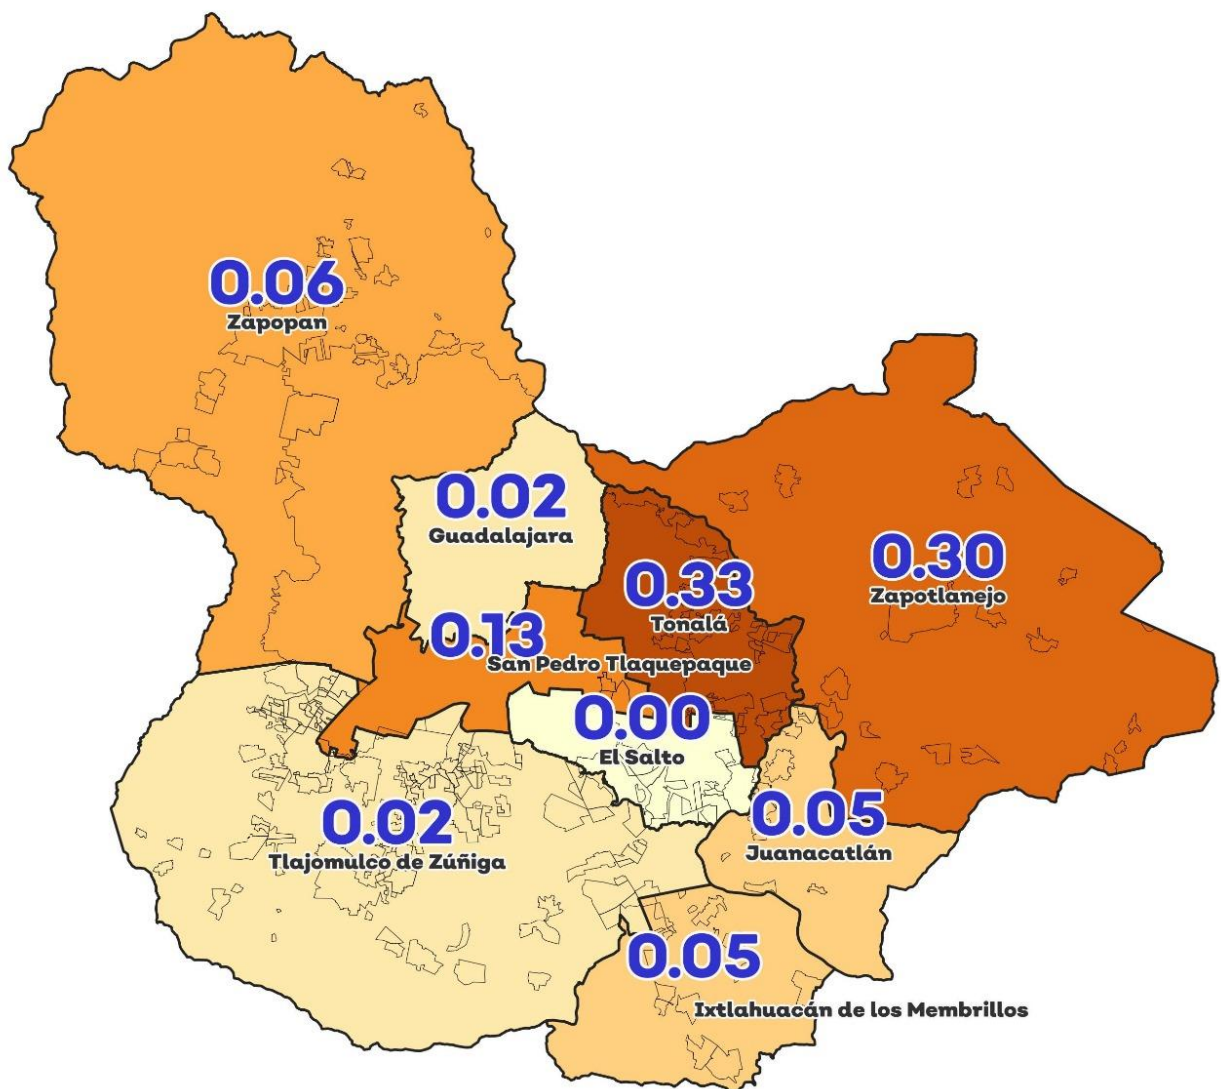 0.06
Zapopan
0.02
Guadalajara
0.30
Zapotlanejo
0.33
Tonalá
0.13
San Pedro Tlaquepaque
0.00
El Salto
0.02
Tlajomulco de Zúñiga
0.05
Juanacatlán
0.05
Ixtlahuacán de los Membrillos